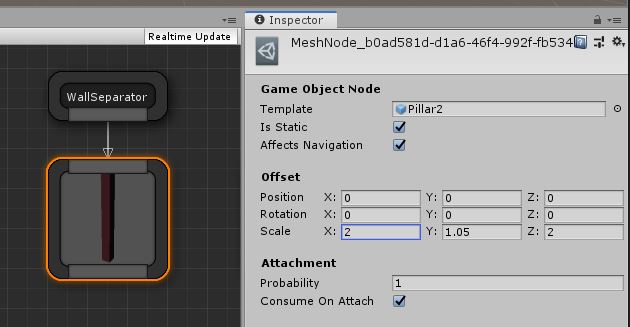 Inspector
Realtime Update
MeshNode_b0ad581d-d1a6-46f4-992f-fb534
Game Object Node
WallSeparator
Template Pillar2
Is Static
Affects Navigation
Offset
Position X: 0 Y: 0 Z: 0
Rotation X: 0 Y: 0 Z: 0
Scale X: 2 Y: 1.05 Z: 2
Attachment
Probability 1
Consume On Attach